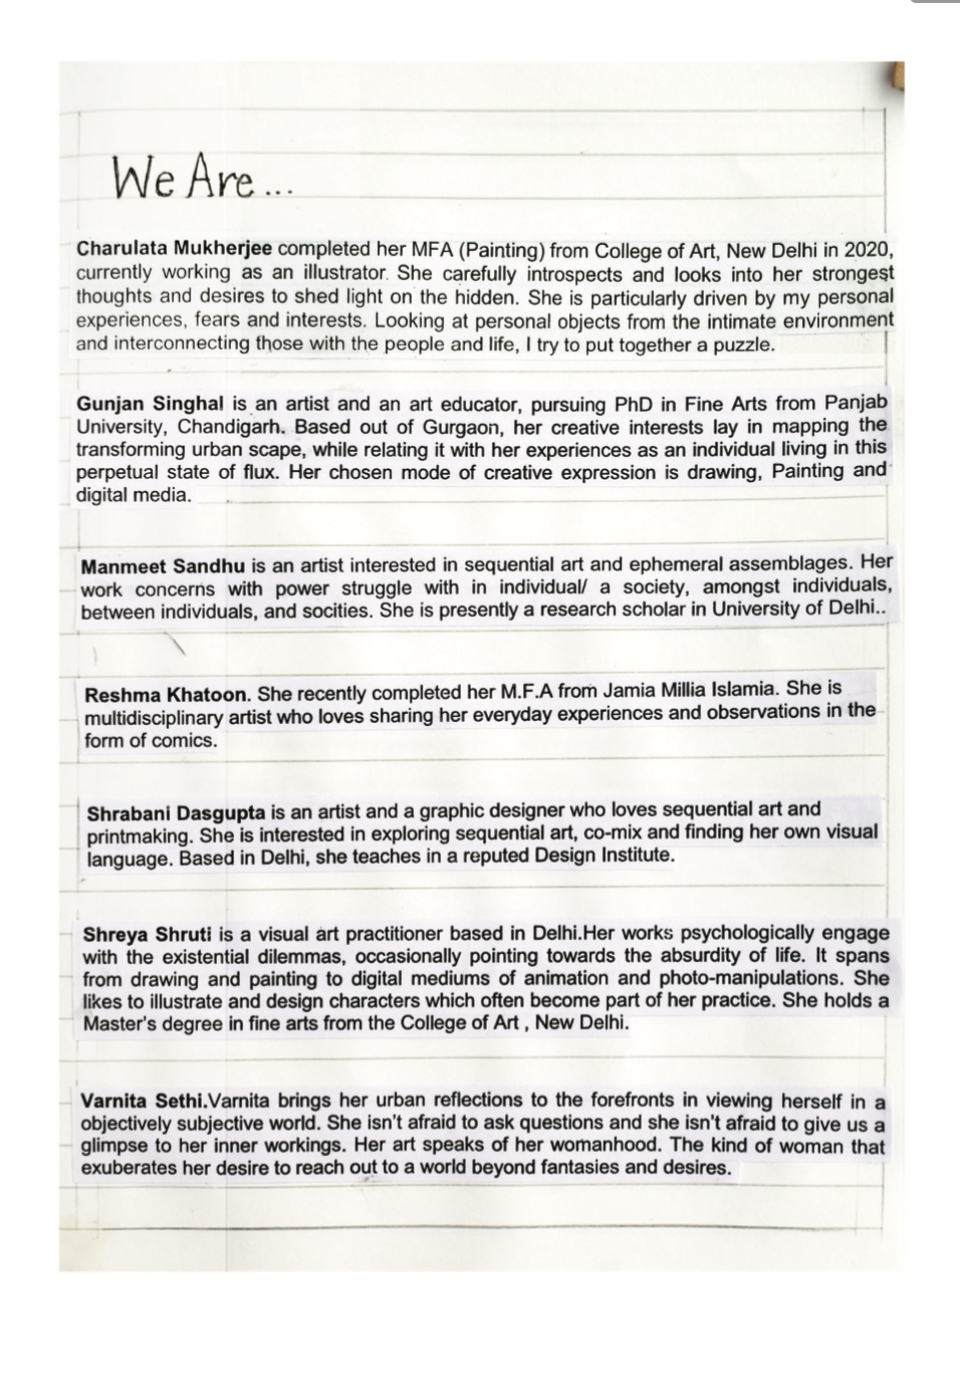 We Are...
Charulata Mukherjee completed her MFA (Painting) from College of Art, New Delhi in 2020,
currently working as an illustrator. She carefully introspects and looks into her strongest
thoughts and desires to shed light on the hidden. She is particularly driven by my personal
experiences, fears and interests. Looking at personal objects from the intimate environment
and interconnecting those with the people and life, I try to put together a puzzle.
Gunjan Singhal is an artist and an art educator, pursuing PhD in Fine Arts from Panjab
University, Chandigarh. Based out of Gurgaon, her creative interests lay in mapping the
transforming urban scape, while relating it with her experiences as an individual living in this
perpetual state of flux. Her chosen mode of creative expression is drawing, Painting and
digital media.
Manmeet Sandhu is an artist interested in sequential art and ephemeral assemblages. Her
work concerns with power struggle with in individual/ a society, amongst individuals,
between individuals, and socities. She is presently a research scholar in University of Delhi..
Reshma Khatoon. She recently completed her M.F.A from Jamia Millia Islamia. She is
multidisciplinary artist who loves sharing her everyday experiences and observations in the
form of comics.
Shrabani Dasgupta is an artist and a graphic designer who loves sequential art and
printmaking. She is interested in exploring sequential art, co-mix and finding her own visual
language. Based in Delhi, she teaches in a reputed Design Institute.
Shreya Shruti is a visual art practitioner based in Delhi.Her works psychologically engage
with the existential dilemmas, occasionally pointing towards the absurdity of life. It spans
from drawing and painting to digital mediums of animation and photo-manipulations. She
likes to illustrate and design characters which often become part of her practice. She holds a
Master's degree in fine arts from the College of Art , New Delhi.
Varnita Sethi.Varnita brings her urban reflections to the forefronts in viewing herself in a
objectively subjective world. She isn't afraid to ask questions and she isn't afraid to give us a
glimpse to her inner workings. Her art speaks of her womanhood. The kind of woman that
exuberates her desire to reach out to a world beyond fantasies and desires.